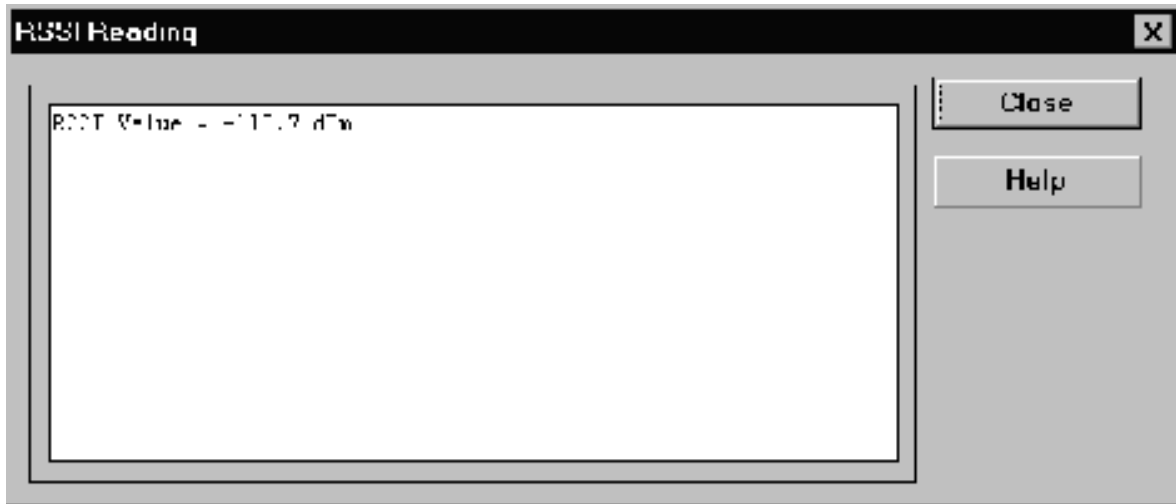 RSSI Reading
RSSI Value = dBm
Close
Help